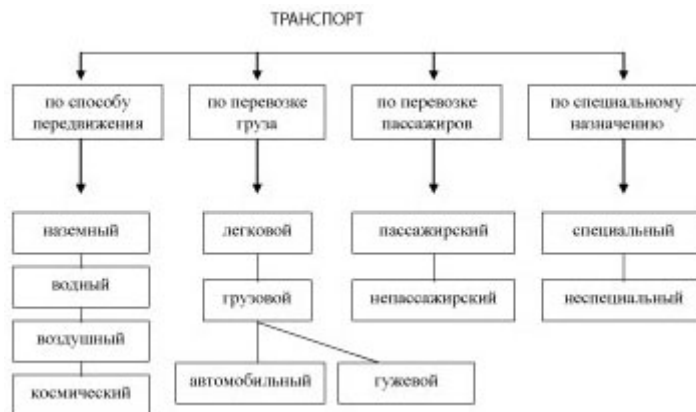 ТРАНСПОРТ
по способу
передвижения
по перевозке
груза
по перевозке
пассажиров
по специальному
назначению
наземный
легковой
пассажирский
специальный
водный
грузовой
непассажирский
неспециальный
воздушный
космический
автомобильный
гужевой